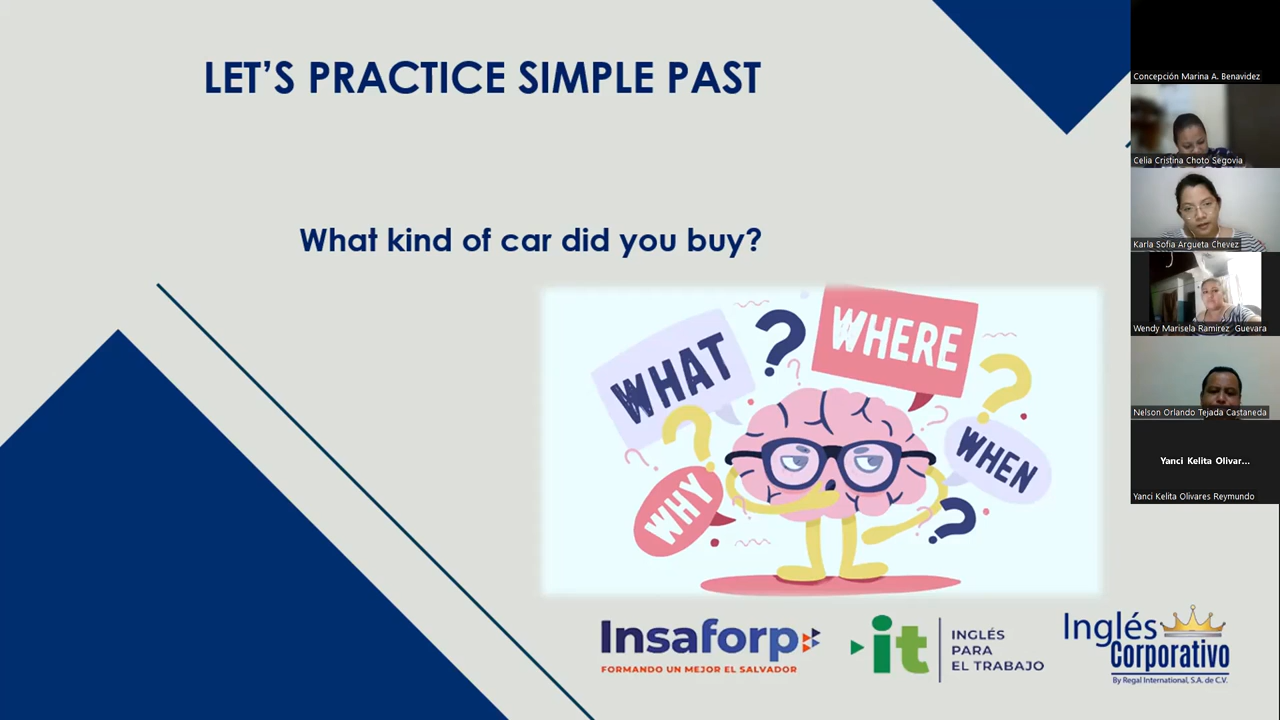 LET'S PRACTICE SIMPLE PAST
What kind of car did you buy?
WHAT
WHERE
WHY
WHEN
Insaforp
FORMANDO UN MEJOR EL SALVADOR
it
INGLÉS
PARA
EL TRABAJO
Inglés
Corporativo
By Regal International, S.A. de C.V.
Concepción Marina A. Benavidez
Celia Cristina Choto Segovia
Karla Sofia Argueta Chevez
Wendy Marisela Ramirez Guevara
Nelson Orlando Tejada Castaneda
Yanci Kelita Olivar...
Yanci Kelita Olivares Reymundo